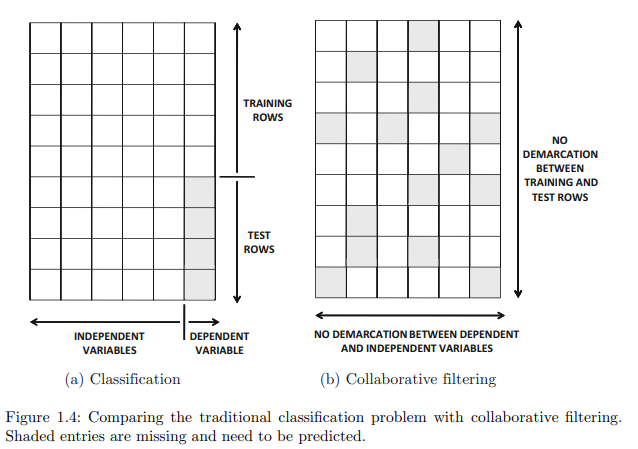 TRAINING
ROWS
TEST
ROWS
INDEPENDENT
VARIABLES
DEPENDENT
VARIABLE
(a) Classification
NO
DEMARCATION
BETWEEN
TRAINING AND
TEST ROWS
NO DEMARCATION BETWEEN DEPENDENT
AND INDEPENDENT VARIABLES
(b) Collaborative filtering
Figure 1.4: Comparing the traditional classification problem with collaborative filtering.
Shaded entries are missing and need to be predicted.